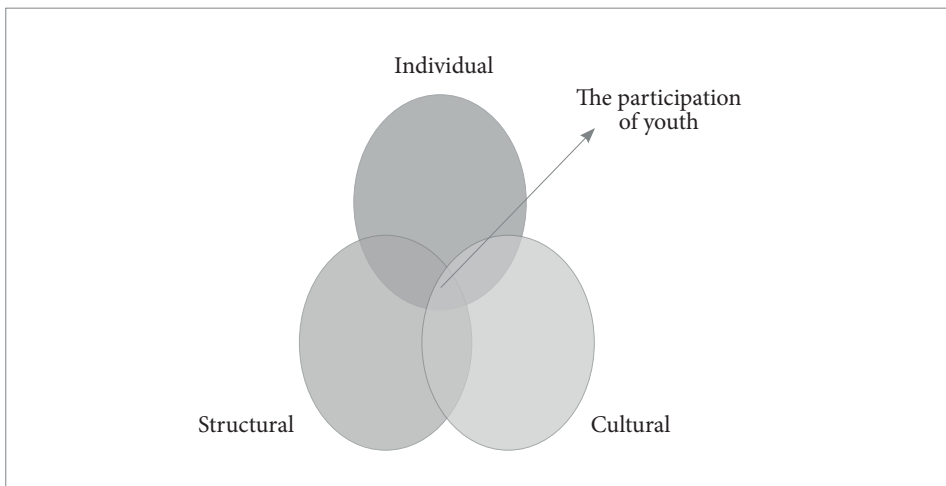 Individual
The participation
of youth
Structural
Cultural